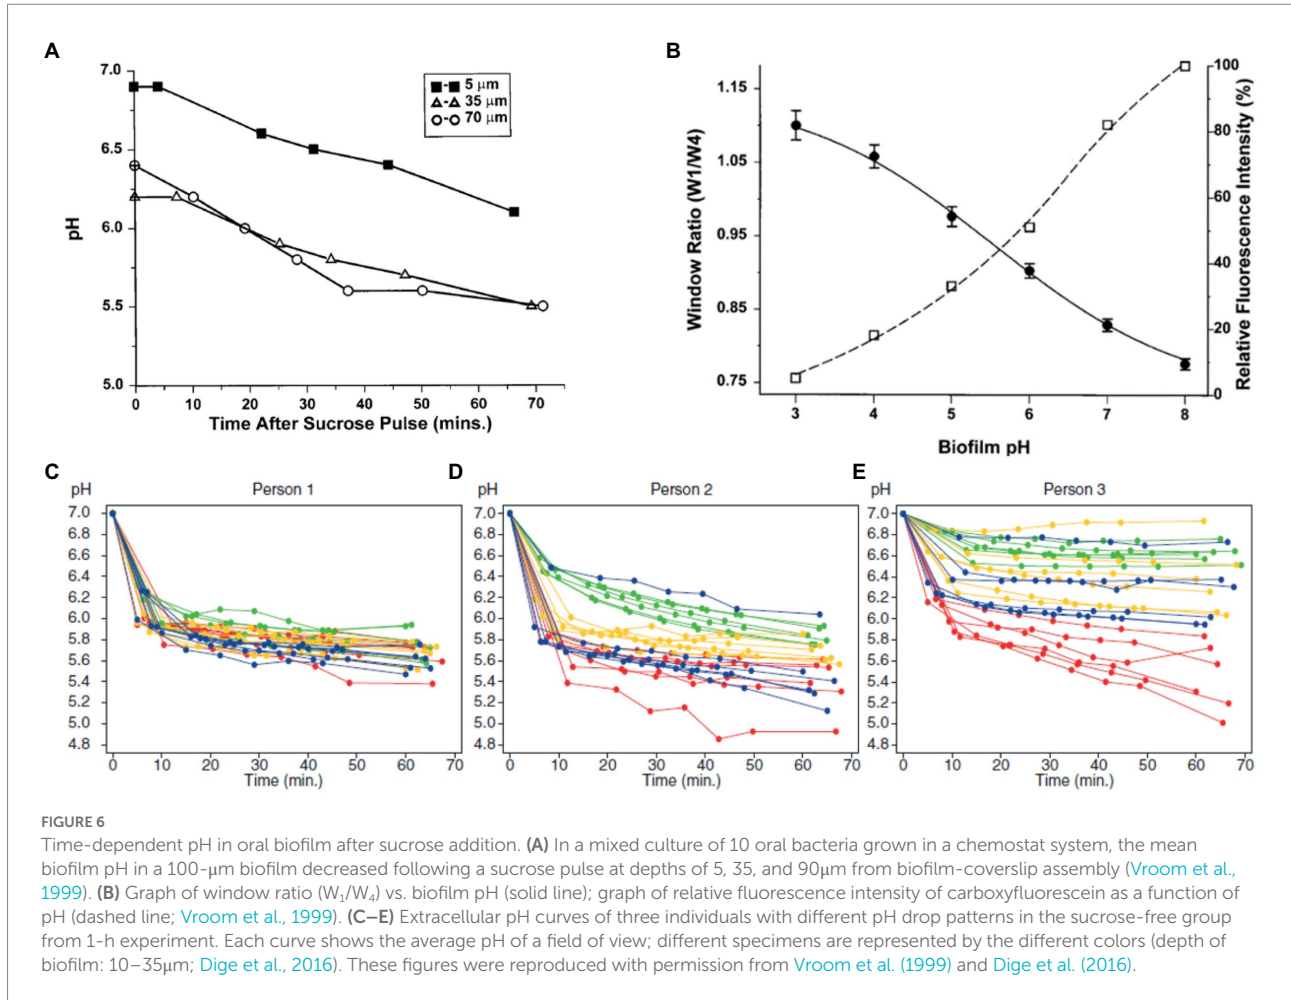 A
pH
7.0
6.5
6.0
5.5
5.0
5 μm
35 μm
70 μm
0 10 20 30 40 50 60 70
Time After Sucrose Pulse (mins.)
B
Window Ratio (W1/W4)
1.15
1.05
0.95
0.85
0.75
Relative Fluorescence Intensity (%)
100
80
60
40
20
0
3 4 5 6 7 8
Biofilm pH
C
pH
Person 1
7.0
6.8
6.6
6.4
6.2
6.0
5.8
5.6
5.4
5.2
5.0
4.8
0 10 20 30 40 50 60 70
Time (min.)
D
pH
Person 2
7.0
6.8
6.6
6.4
6.2
6.0
5.8
5.6
5.4
5.2
5.0
4.8
0 10 20 30 40 50 60 70
Time (min.)
E
pH
Person 3
7.0
6.8
6.6
6.4
6.2
6.0
5.8
5.6
5.4
5.2
5.0
4.8
0 10 20 30 40 50 60 70
Time (min.)
FIGURE 6
Time-dependent pH in oral biofilm after sucrose addition. (A) In a mixed culture of 10 oral bacteria grown in a chemostat system, the mean
biofilm pH in a 100-μm biofilm decreased following a sucrose pulse at depths of 5, 35, and 90μm from biofilm-coverslip assembly (Vroom et al.,
1999). (B) Graph of window ratio (W₁/W₄) vs. biofilm pH (solid line); graph of relative fluorescence intensity of carboxyfluorescein as a function of
pH (dashed line; Vroom et al., 1999). (C–E) Extracellular pH curves of three individuals with different pH drop patterns in the sucrose-free group
from 1-h experiment. Each curve shows the average pH of a field of view; different specimens are represented by the different colors (depth of
biofilm: 10–35μm; Dige et al., 2016). These figures were reproduced with permission from Vroom et al. (1999) and Dige et al. (2016).